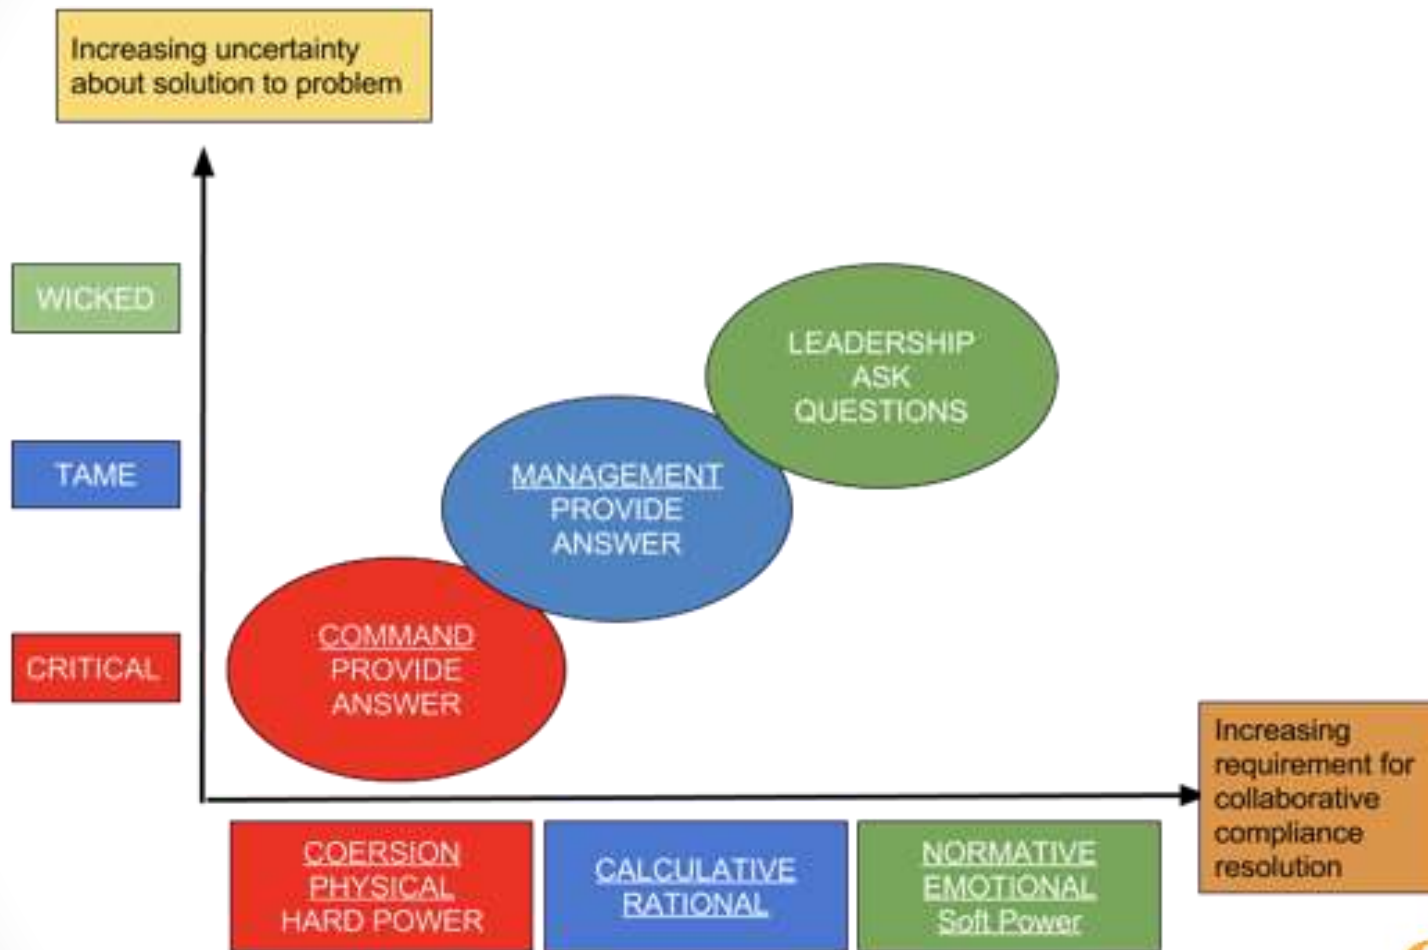 Increasing uncertainty
about solution to problem
WICKED
LEADERSHIP
ASK
QUESTIONS
TAME
MANAGEMENT
PROVIDE
ANSWER
CRITICAL
COMMAND
PROVIDE
ANSWER
Increasing
requirement for
collaborative
compliance
resolution
COERSION
PHYSICAL
HARD POWER
CALCULATIVE
RATIONAL
NORMATIVE
EMOTIONAL
Soft Power